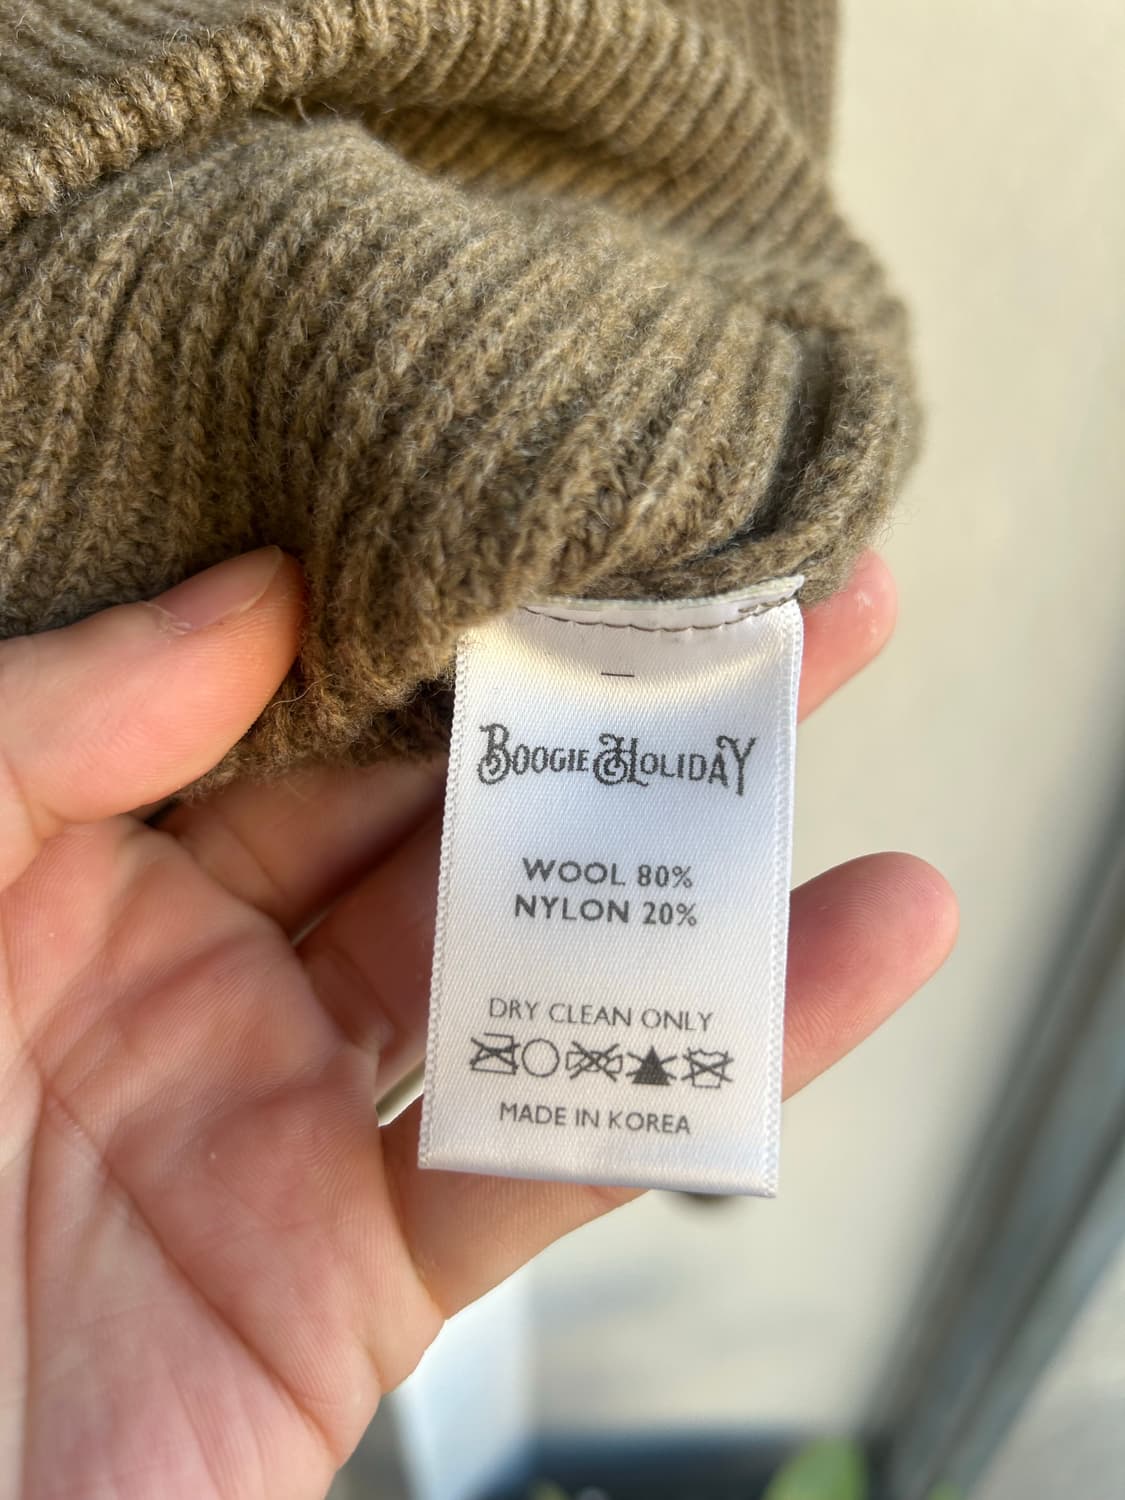 BOOGIE HOLIDAY
WOOL 80%
NYLON 20%
DRY CLEAN ONLY
MADE IN KOREA